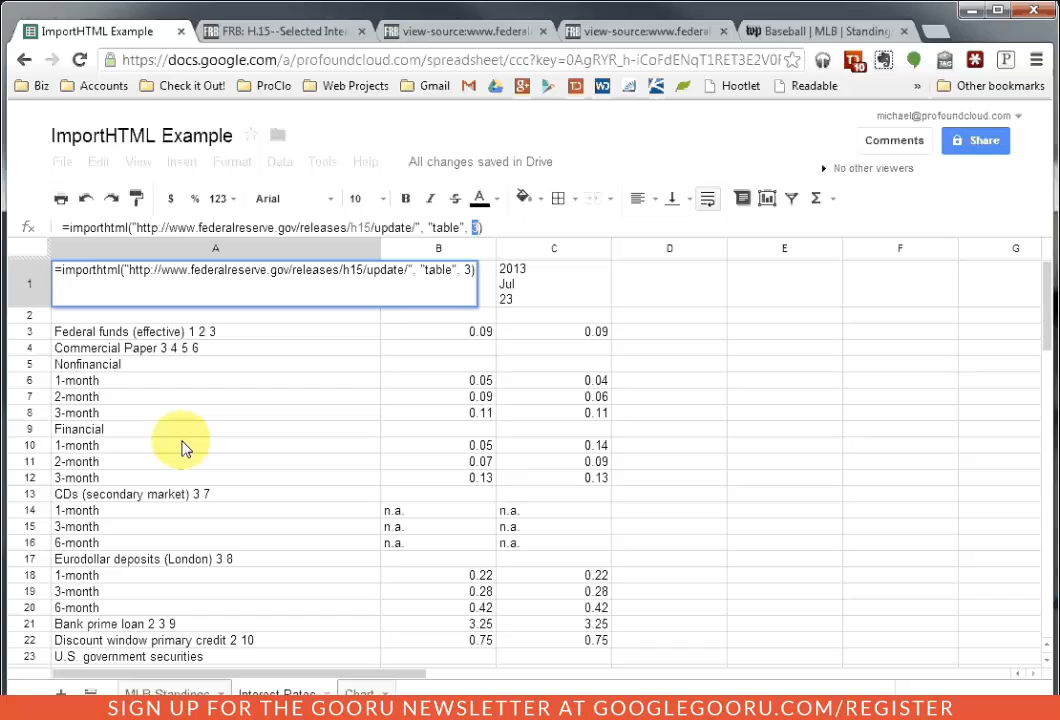 ImportHTML Example × FRB: H.15--Selected Inter × view-source:www.federal × view-source:www.federal × wp Baseball | MLB | Standing ×
https://docs.google.com/a/profoundcloud.com/spreadsheet/ccc?key=0AgRYR_h-iCoFdENqT1RET3E2V0F
Biz Accounts Check it Out! ProClo Web Projects Gmail Hootlet Readable » Other bookmarks
michael@profoundcloud.com
ImportHTML Example Comments Share
File Edit View Insert Format Data Tools Help All changes saved in Drive No other viewers
$ % 123 Arial 10 B I S A Σ
fx =importhtml("http://www.federalreserve.gov/releases/h15/update/", "table", 3)
A B C D E F G
1 =importhtml("http://www.federalreserve.gov/releases/h15/update/", "table", 3) 2013
Jul
23
2
3 Federal funds (effective) 1 2 3 0.09 0.09
4 Commercial Paper 3 4 5 6
5 Nonfinancial
6 1-month 0.05 0.04
7 2-month 0.09 0.06
8 3-month 0.11 0.11
9 Financial
10 1-month 0.05 0.14
11 2-month 0.07 0.09
12 3-month 0.13 0.13
13 CDs (secondary market) 3 7
14 1-month n.a. n.a.
15 3-month n.a. n.a.
16 6-month n.a. n.a.
17 Eurodollar deposits (London) 3 8
18 1-month 0.22 0.22
19 3-month 0.28 0.28
20 6-month 0.42 0.42
21 Bank prime loan 2 3 9 3.25 3.25
22 Discount window primary credit 2 10 0.75 0.75
23 U.S. government securities
MLB Standings Interest Rates Chart
SIGN UP FOR THE GOORU NEWSLETTER AT GOOGLEGOORU.COM/REGISTER